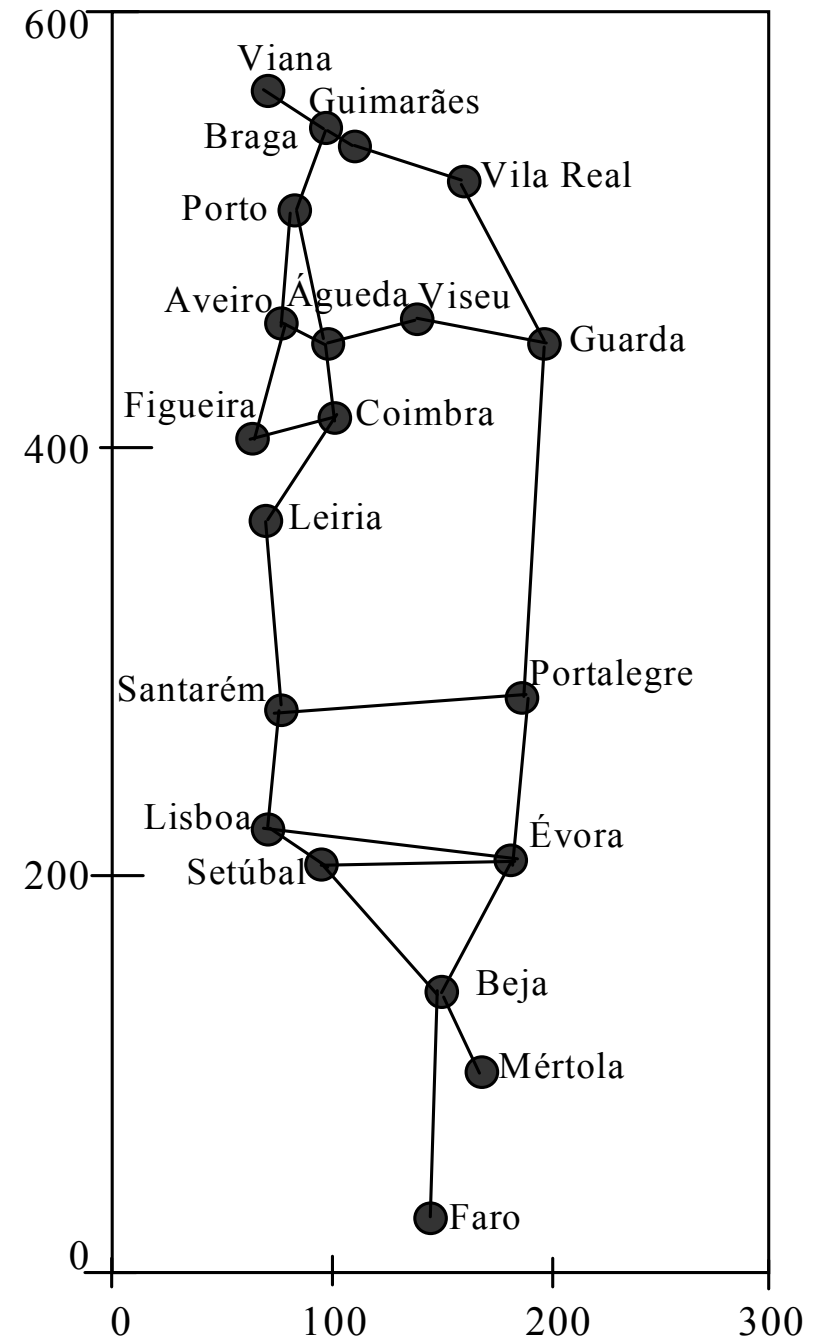 600
Viana
Guimarães
Braga
Vila Real
Porto
Aveiro Águeda Viseu
Guarda
Figueira
Coimbra
400
Leiria
Portalegre
Santarém
Lisboa
Évora
Setúbal
200
Beja
Mértola
Faro
0
0 100 200 300